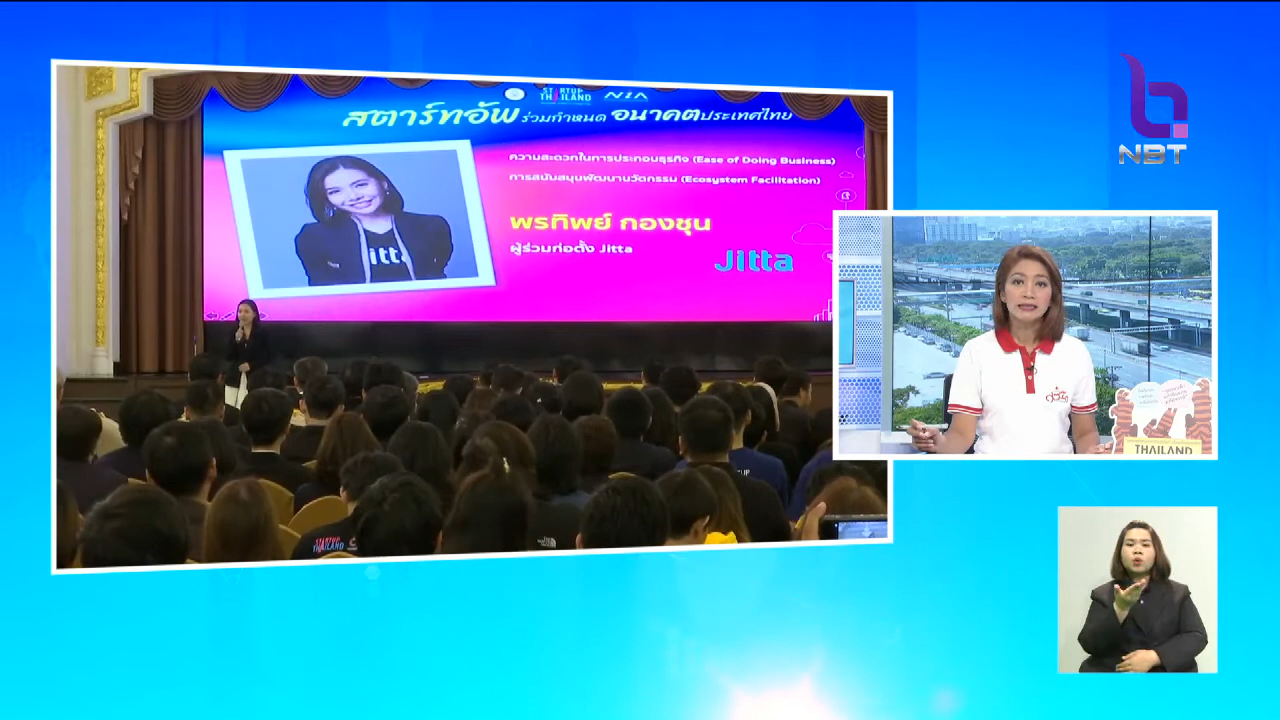 STARTUP
THAILAND
NIA
สตาร์ทอัพ ร่วมกำหนด อนาคตประเทศไทย
ความสะดวกในการประกอบธุรกิจ (Ease of Doing Business)
การสนับสนุนพัฒนานวัตกรรม (Ecosystem Facilitation)
พรทิพย์ กองชุน
ผู้ร่วมก่อตั้ง Jitta
Jitta
itta
NBT
THAILAND
STARTUP
THAILAND